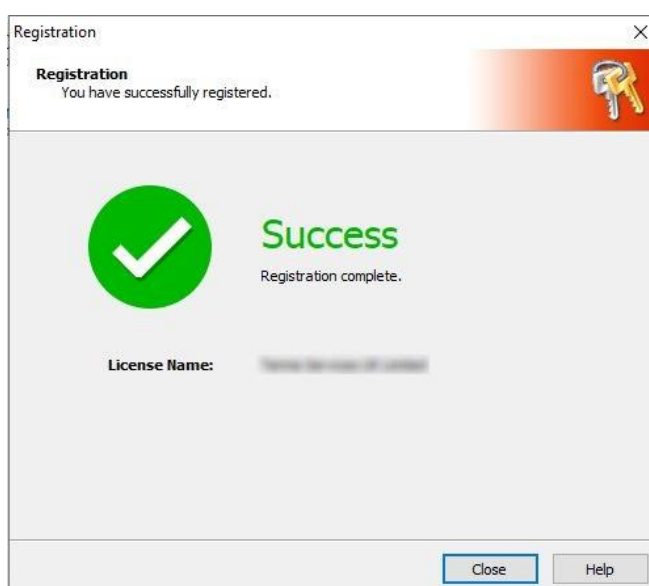 Registration
Registration
You have successfully registered.
Success
Registration complete.
License Name:
Close
Help